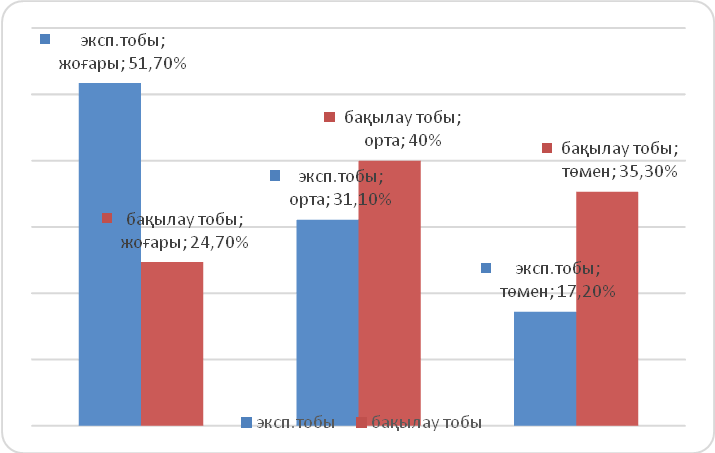 эксп.тобы;
жоғары; 51,70%
бақылау тобы;
жоғары; 24,70%
эксп.тобы;
орта; 31,10%
бақылау тобы;
орта; 40%
эксп.тобы;
төмен; 17,20%
бақылау тобы;
төмен; 35,30%
эксп.тобы бақылау тобы